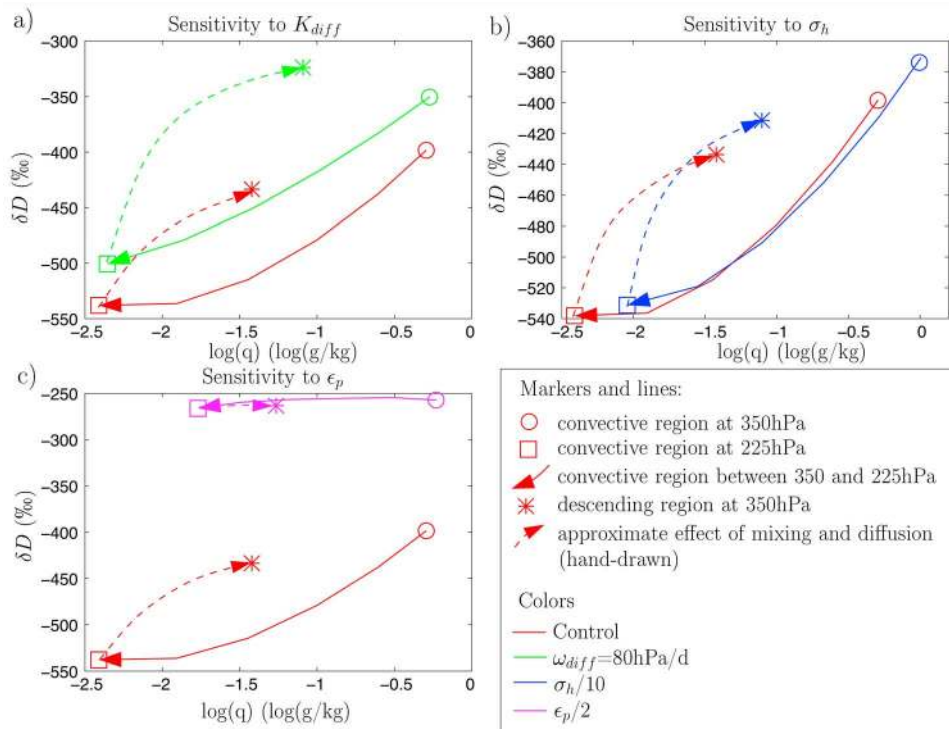 a)
Sensitivity to K_diff
−300
−350
−400
−450
−500
−550
δD (‰)
−2.5 −2 −1.5 −1 −0.5 0
log(q) (log(g/kg)
b)
Sensitivity to σ_h
−360
−380
−400
−420
−440
−460
−480
−500
−520
−540
δD (‰)
−2.5 −2 −1.5 −1 −0.5 0
log(q) (log(g/kg)
c)
Sensitivity to ϵ_p
−250
−300
−350
−400
−450
−500
−550
δD (‰)
−2.5 −2 −1.5 −1 −0.5 0
log(q) (log(g/kg)
Markers and lines:
convective region at 350hPa
convective region at 225hPa
convective region between 350 and 225hPa
descending region at 350hPa
approximate effect of mixing and diffusion
(hand-drawn)
Colors
Control
ω_diff=80hPa/d
σ_h/10
ϵ_p/2